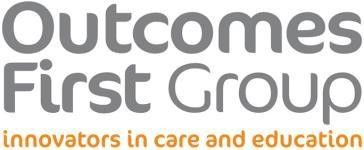 Outcomes
First Group
innovators in care and education